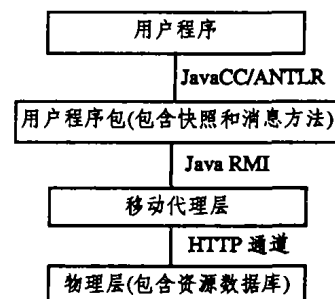 用户程序
JavaCC/ANTLR
用户程序包(包含快照和消息方法)
Java RMI
移动代理层
HTTP 通道
物理层(包含资源数据库)